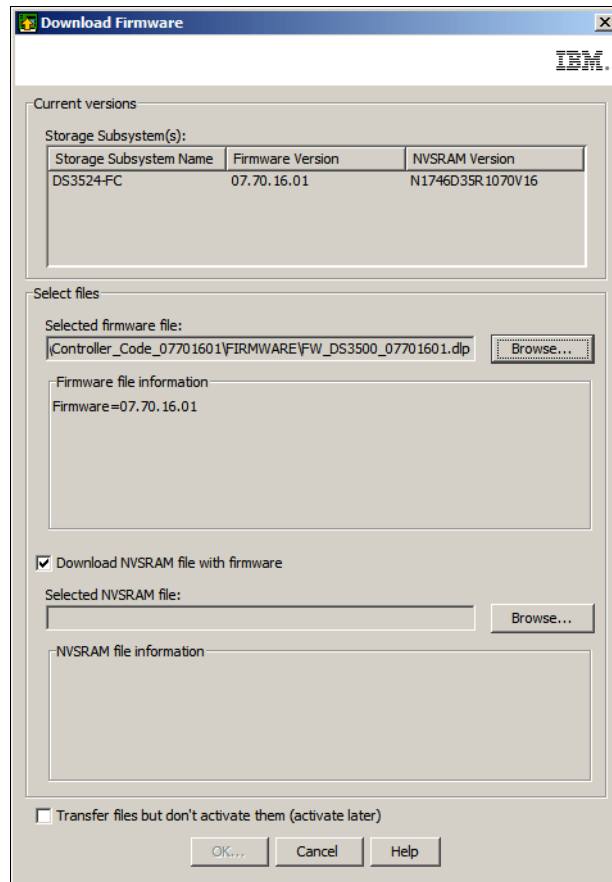 Download Firmware
IBM.
Current versions
Storage Subsystem(s):
Storage Subsystem Name Firmware Version NVSRAM Version
DS3524-FC 07.70.16.01 N1746D35R1070V16
Select files
Selected firmware file:
\Controller_Code_07701601\FIRMWARE\FW_DS3500_07701601.dlp Browse...
Firmware file information
Firmware=07.70.16.01
Download NVSRAM file with firmware
Selected NVSRAM file:
Browse...
NVSRAM file information
Transfer files but don't activate them (activate later)
OK... Cancel Help